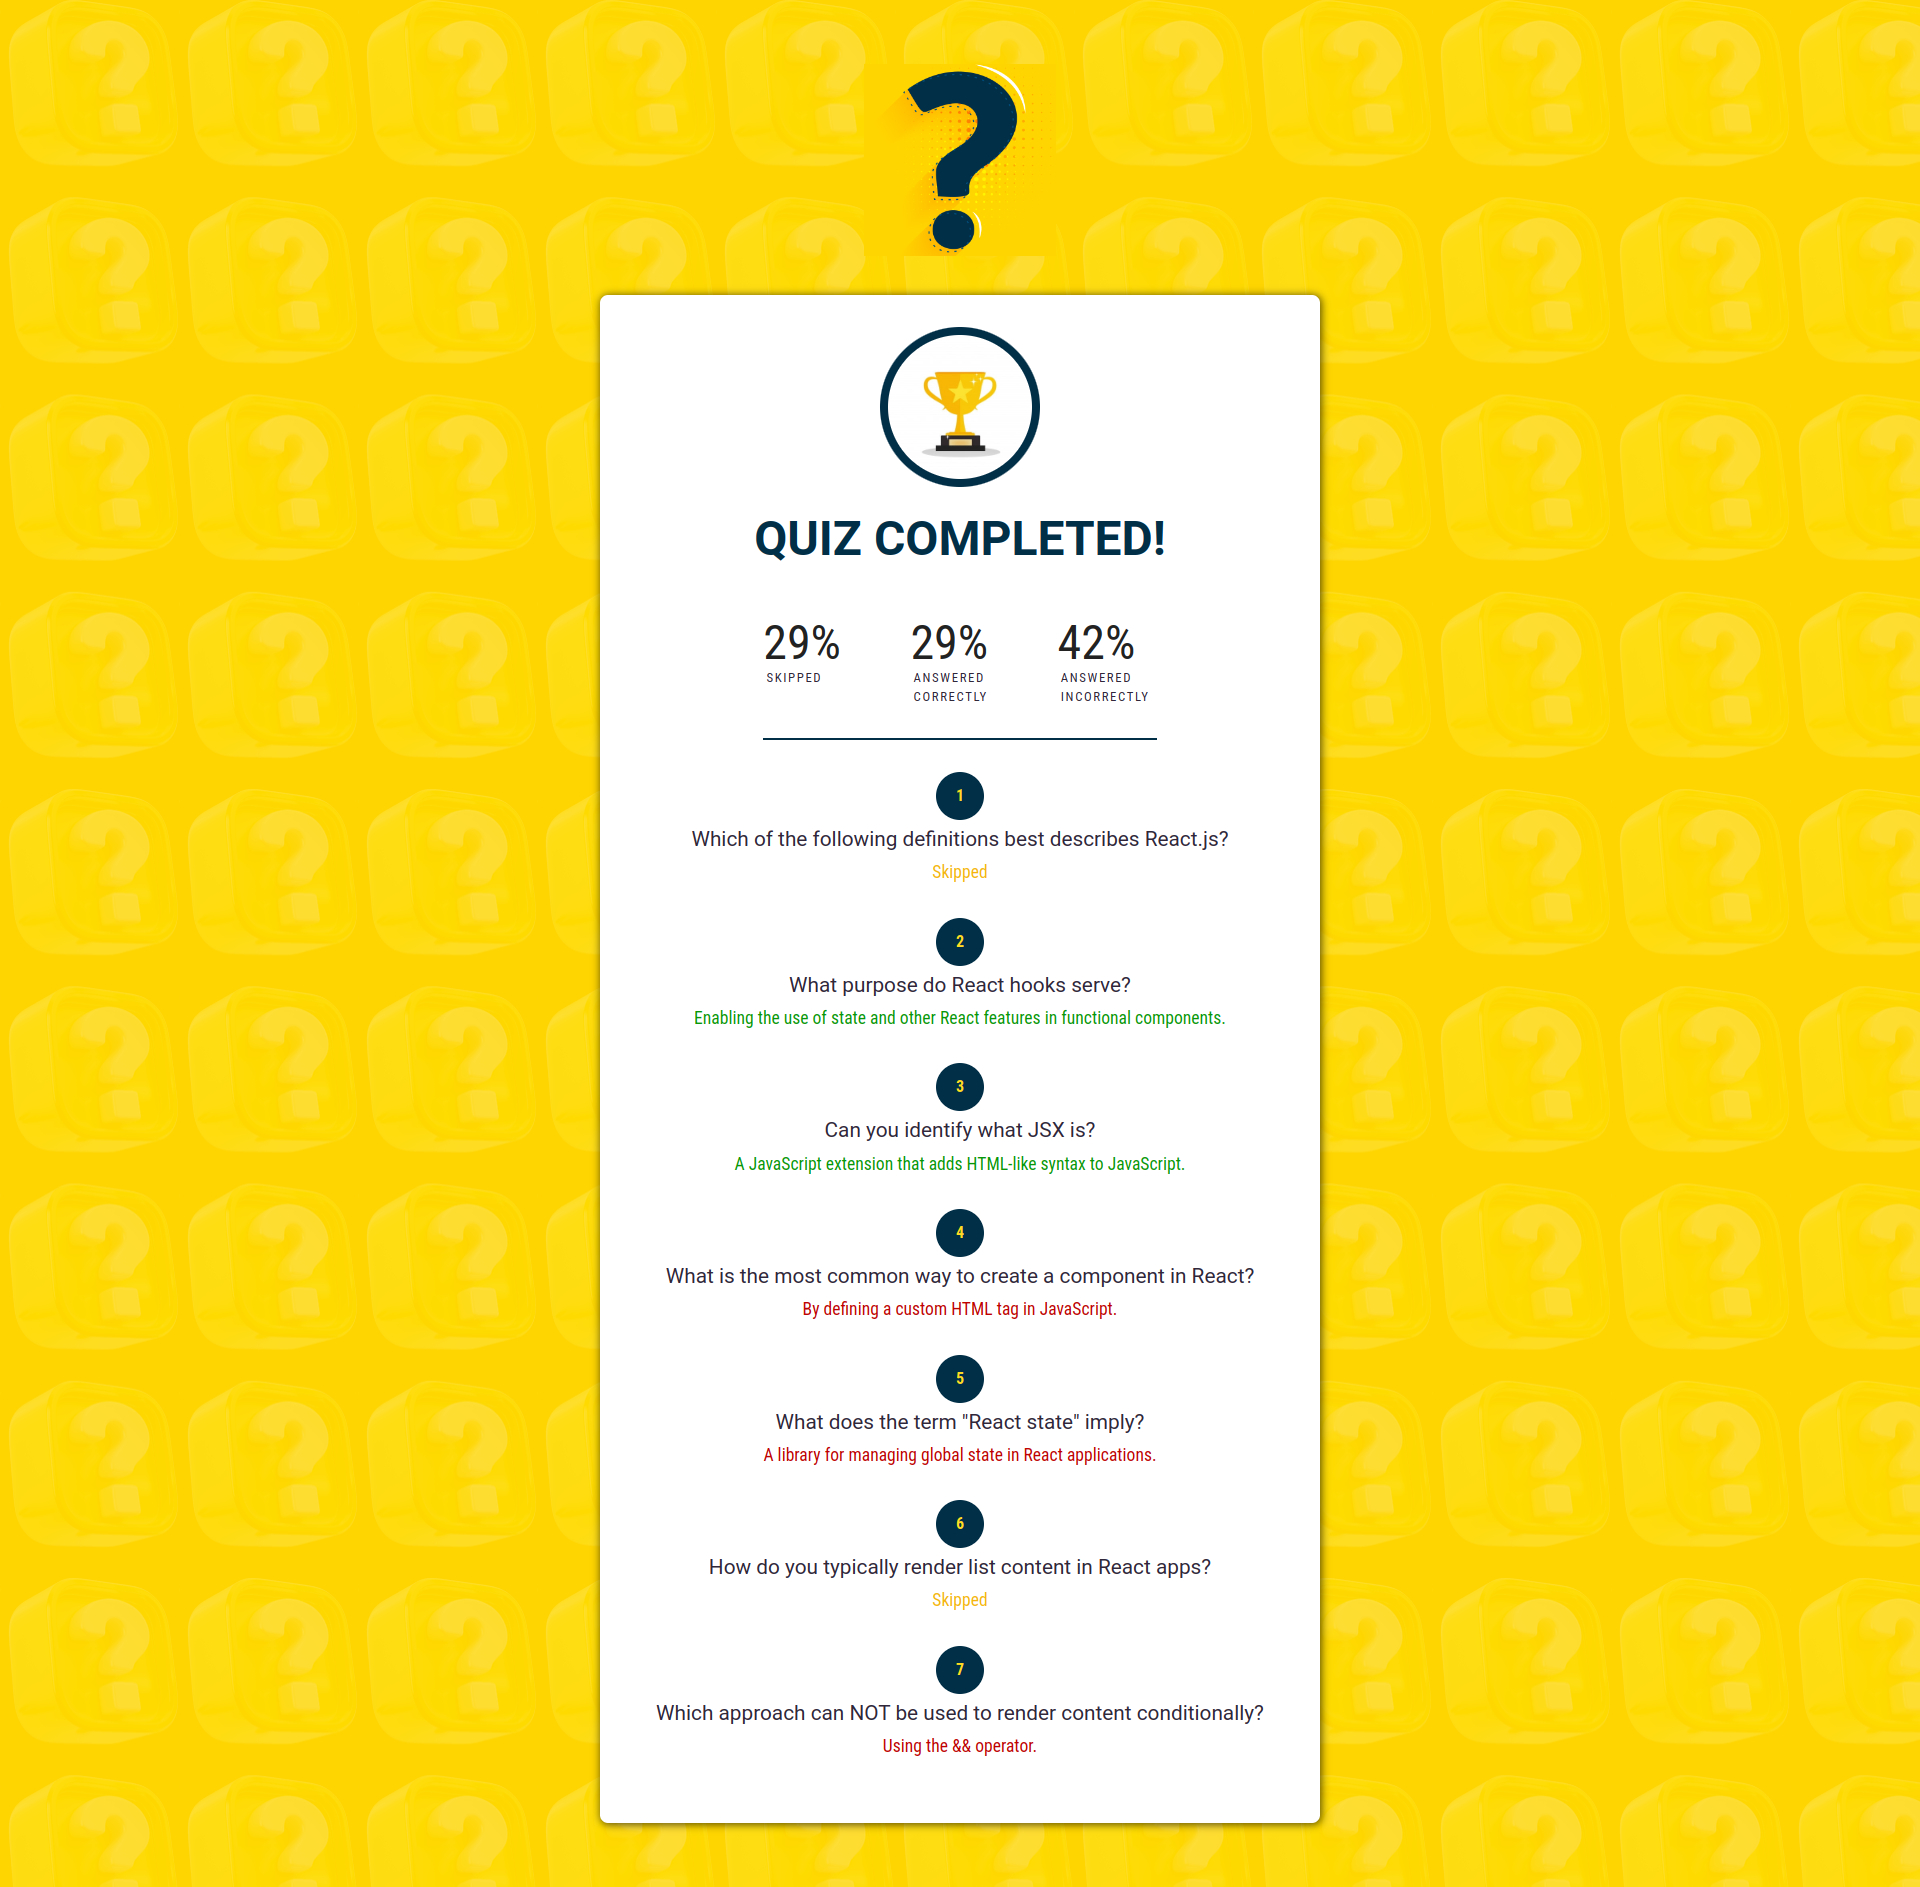 ?
QUIZ COMPLETED!
29% 29% 42%
SKIPPED ANSWERED ANSWERED
CORRECTLY INCORRECTLY
1
Which of the following definitions best describes React.js?
Skipped
2
What purpose do React hooks serve?
Enabling the use of state and other React features in functional components.
3
Can you identify what JSX is?
A JavaScript extension that adds HTML-like syntax to JavaScript.
4
What is the most common way to create a component in React?
By defining a custom HTML tag in JavaScript.
5
What does the term "React state" imply?
A library for managing global state in React applications.
6
How do you typically render list content in React apps?
Skipped
7
Which approach can NOT be used to render content conditionally?
Using the && operator.